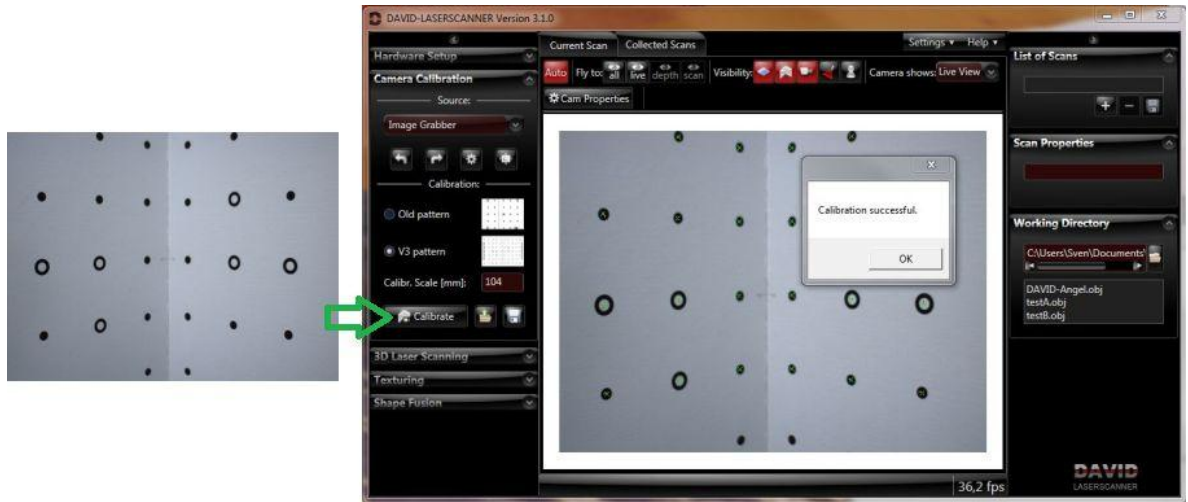 DAVID-LASERSCANNER Version 3.1.0
Hardware Setup
Camera Calibration
Source:
Image Grabber
Calibration:
Old pattern
V3 pattern
Calibr. Scale [mm]: 104
Calibrate
3D Laser Scanning
Texturing
Shape Fusion
Current Scan Collected Scans
Settings Help
Auto Fly to: all live depth scan Visibility: Camera shows: Live View
Cam Properties
Calibration successful.
OK
36,2 fps
List of Scans
Scan Properties
Working Directory
C:\Users\Sven\Documents\
DAVID-Angel.obj
testA.obj
testB.obj
DAVID
LASERSCANNER